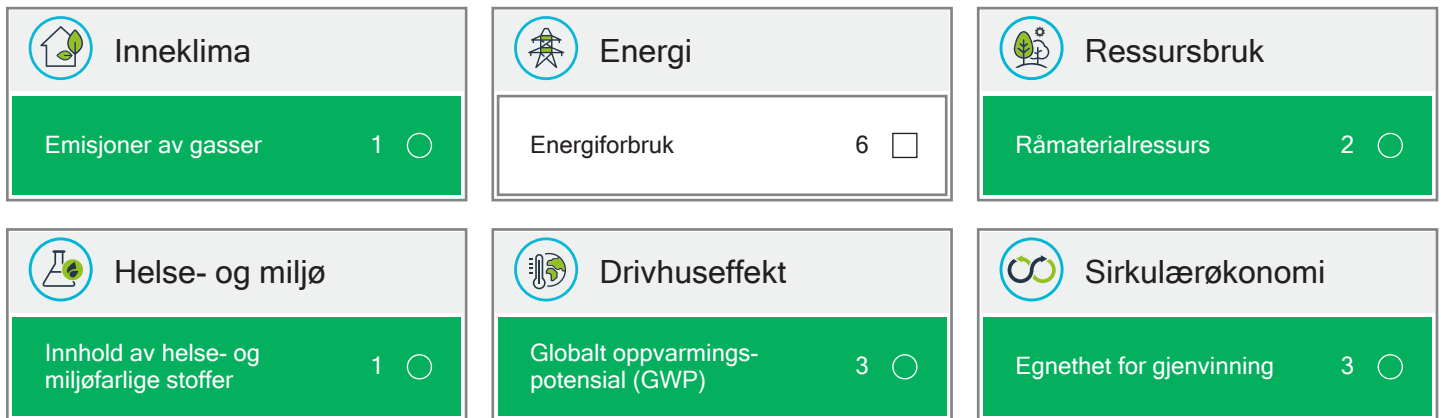 Inneklima
Emisjoner av gasser 1
Energi
Energiforbruk 6
Ressursbruk
Råmaterialressurs 2
Helse- og miljø
Innhold av helse- og
miljøfarlige stoffer 1
Drivhuseffekt
Globalt oppvarmings-
potensial (GWP) 3
Sirkulærøkonomi
Egnethet for gjenvinning 3